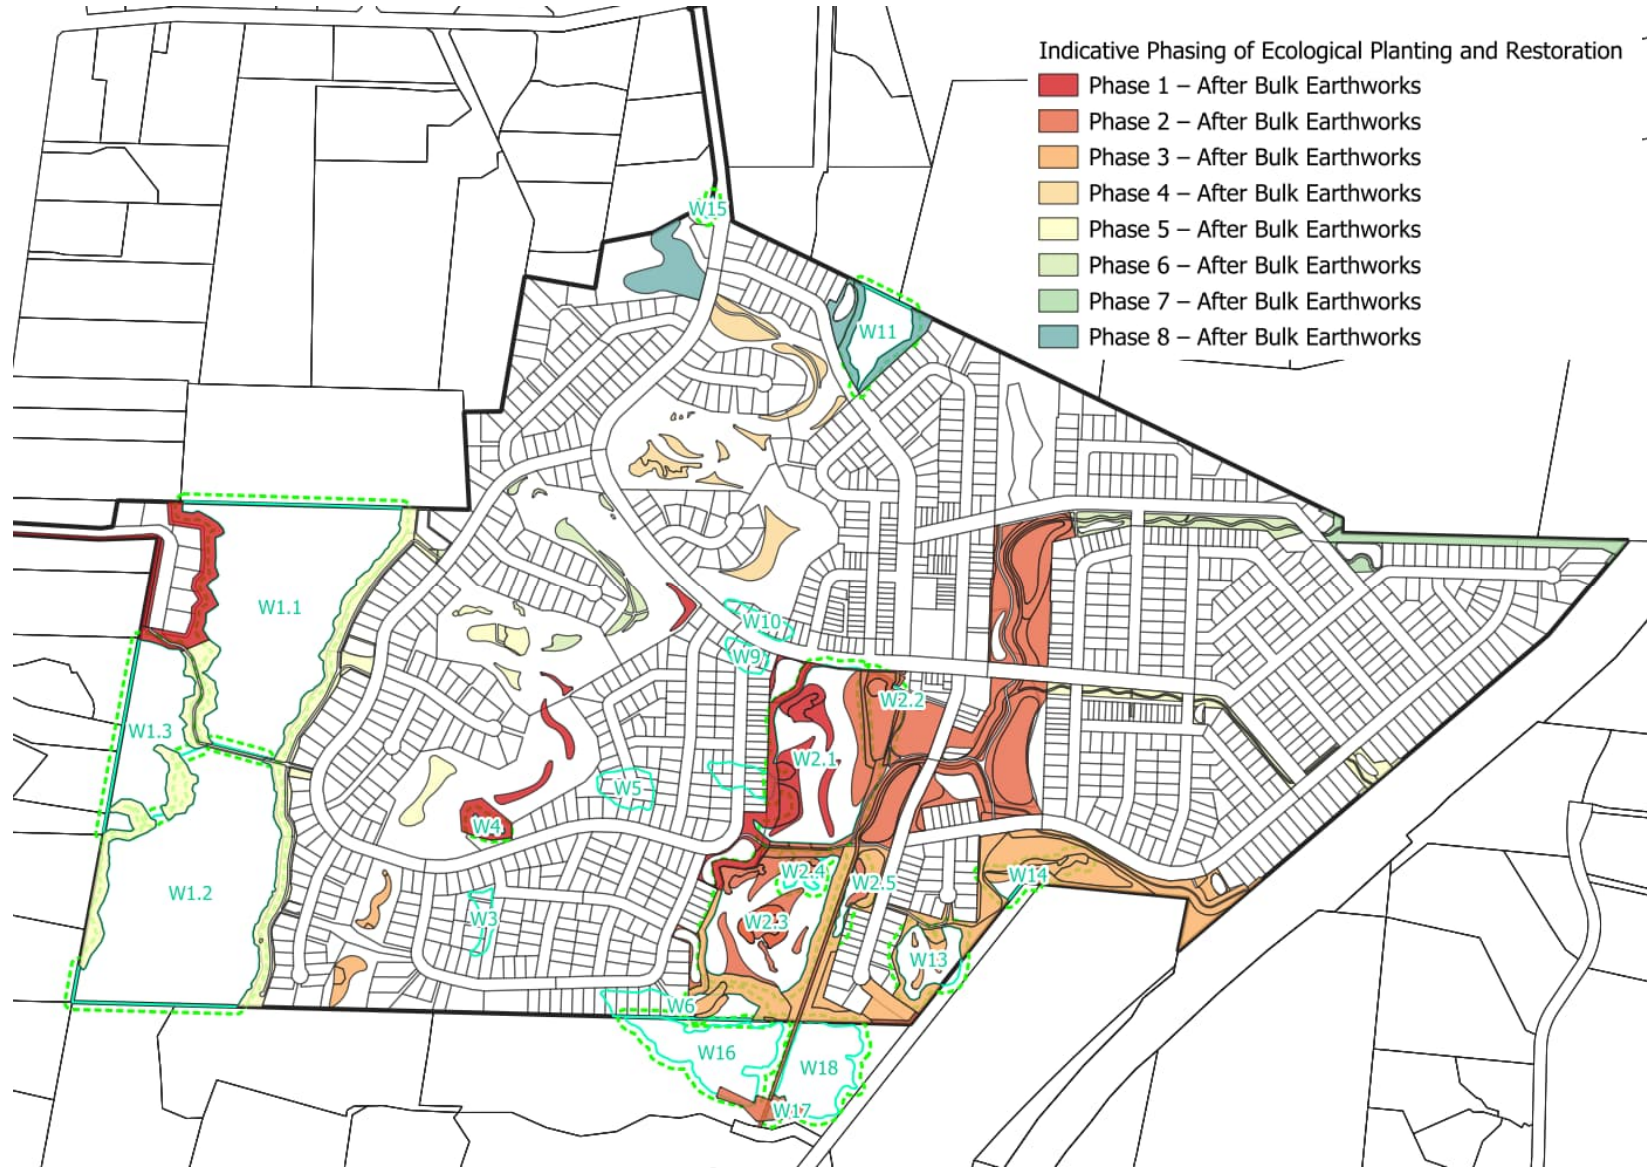 Indicative Phasing of Ecological Planting and Restoration
Phase 1 – After Bulk Earthworks
Phase 2 – After Bulk Earthworks
Phase 3 – After Bulk Earthworks
Phase 4 – After Bulk Earthworks
Phase 5 – After Bulk Earthworks
Phase 6 – After Bulk Earthworks
Phase 7 – After Bulk Earthworks
Phase 8 – After Bulk Earthworks
W15
W11
W1.1
W10
W9
W2.2
W1.3
W2.1
W5
W4
W2.4
W14
W2.5
W1.2
W3
W2.3
W13
W6
W16
W18
W17